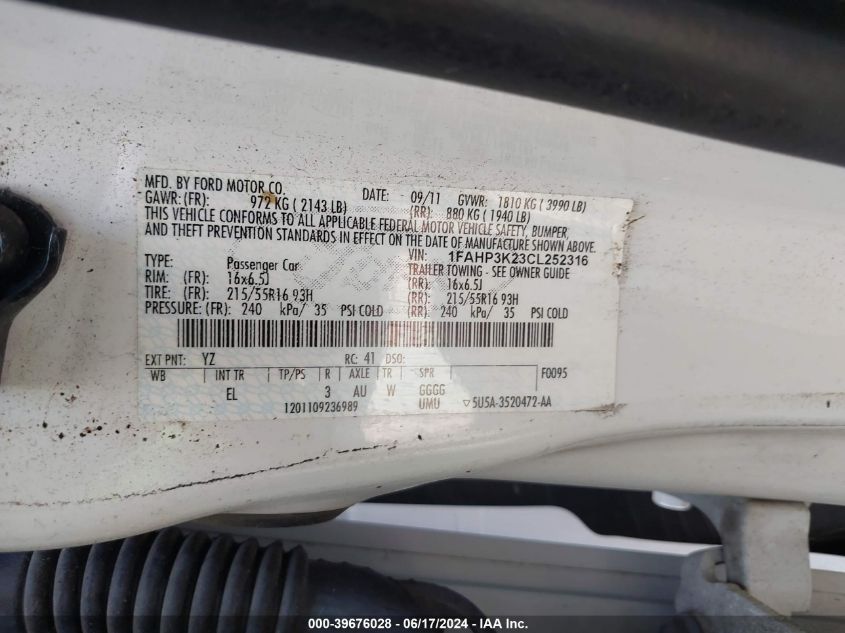 MFD. BY FORD MOTOR CO.
DATE: 09/11 GVWR: 1810 KG ( 3990 LB)
GAWR: (FR): 972 KG ( 2143 LB) (RR): 880 KG ( 1940 LB)
THIS VEHICLE CONFORMS TO ALL APPLICABLE FEDERAL MOTOR VEHICLE SAFETY, BUMPER,
AND THEFT PREVENTION STANDARDS IN EFFECT ON THE DATE OF MANUFACTURE SHOWN ABOVE.
VIN: 1FAHP3K23CL252316
TYPE: Passenger Car TRAILER TOWING - SEE OWNER GUIDE
RIM: (FR): 16x6.5J (RR): 16x6.5J
TIRE: (FR): 215/55R16 93H (RR): 215/55R16 93H
PRESSURE: (FR): 240 kPa/ 35 PSI COLD (RR): 240 kPa/ 35 PSI COLD
EXT PNT: YZ RC: 41 DSO:
WB INT TR TP/PS R AXLE TR SPR F0095
EL 3 AU W GGGG
1201109236989 UMU ▽5U5A-3520472-AA
000-39676028 - 06/17/2024 - IAA Inc.